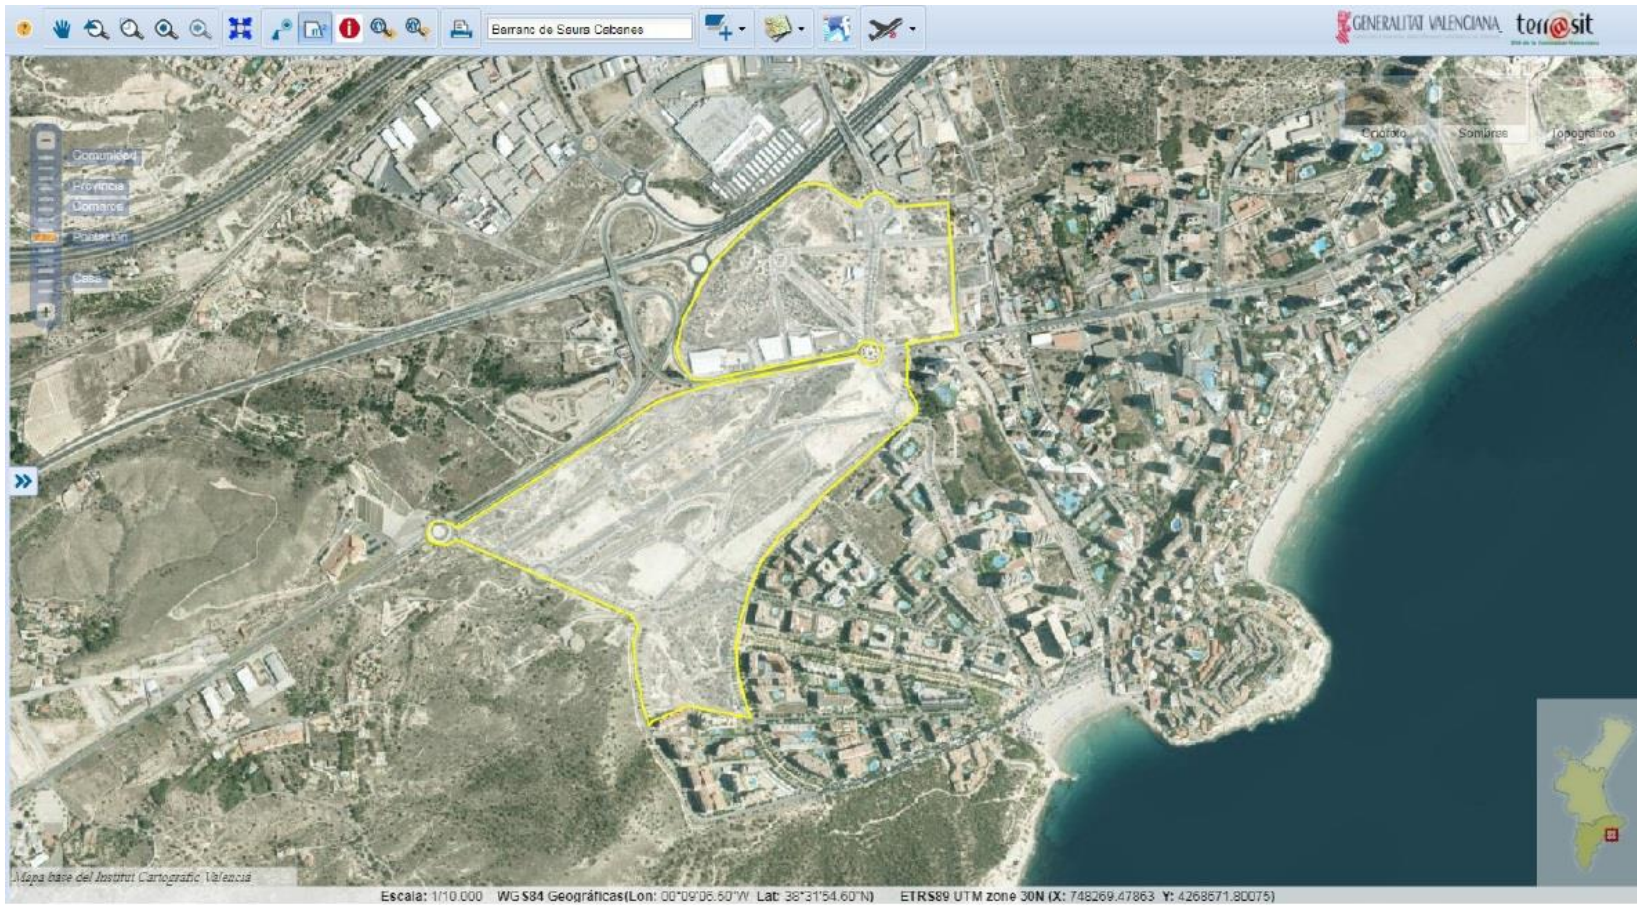 Barranc de Seura Cabanes
GENERALITAT VALENCIANA
terr@sit
Comunidad
Provincia
Comarca
Población
Casa
Ortofoto
Sombras
Topográfico
Mapa base del Institut Cartogràfic Valencià
Escala: 1/10.000 WGS84 Geográficas(Lon: 00°09'06.60"W Lat: 38°31'54.60"N) ETRS89 UTM zone 30N (X: 748269.47863 Y: 4268671.80075)